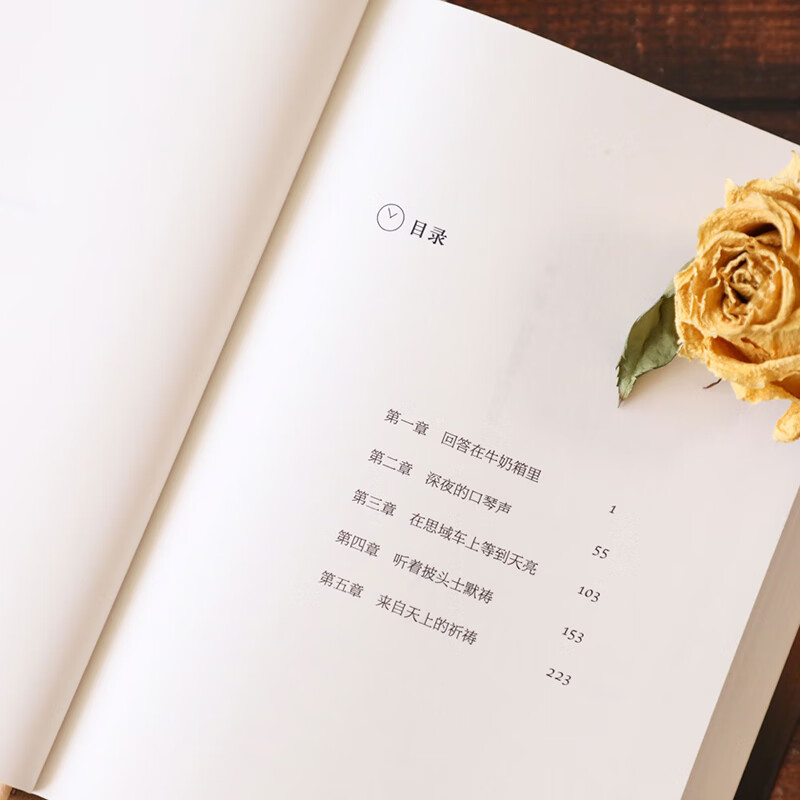 目录
第一章 回答在牛奶箱里 1
第二章 深夜的口琴声 55
第三章 在思域车上等到天亮 103
第四章 听着披头士默祷 153
第五章 来自天上的祈祷 223